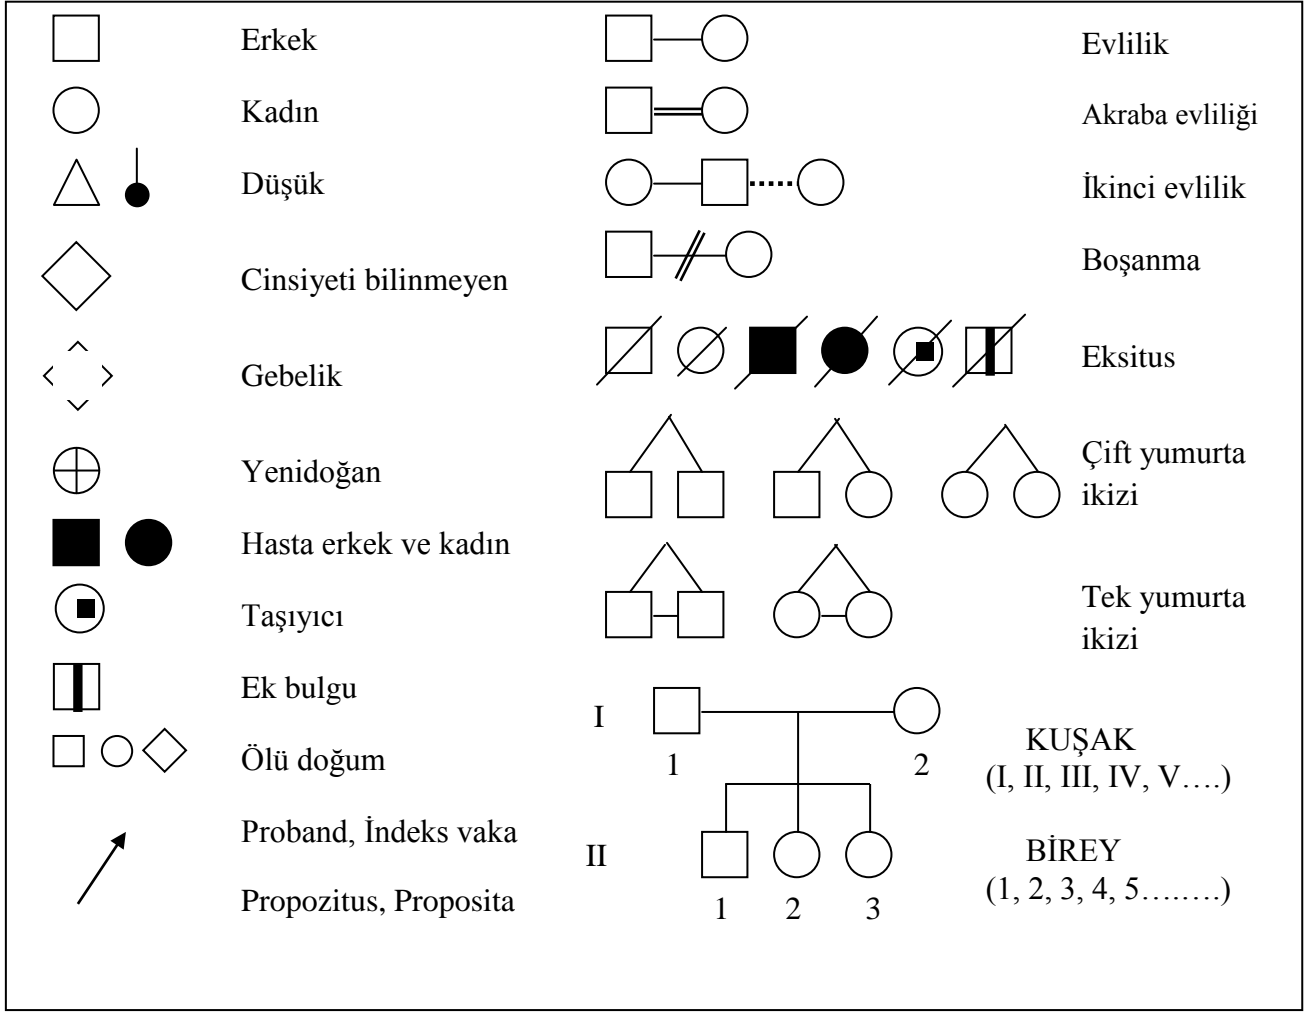 Erkek
Kadın
Düşük
Cinsiyeti bilinmeyen
Gebelik
Yenidoğan
Hasta erkek ve kadın
Taşıyıcı
Ek bulgu
Ölü doğum
Proband, İndeks vaka
Propozitus, Proposita
Evlilik
Akraba evliliği
İkinci evlilik
Boşanma
Eksitus
Çift yumurta
ikizi
Tek yumurta
ikizi
I
1 2
KUŞAK
(I, II, III, IV, V….)
II
1 2 3
BİREY
(1, 2, 3, 4, 5…..….)